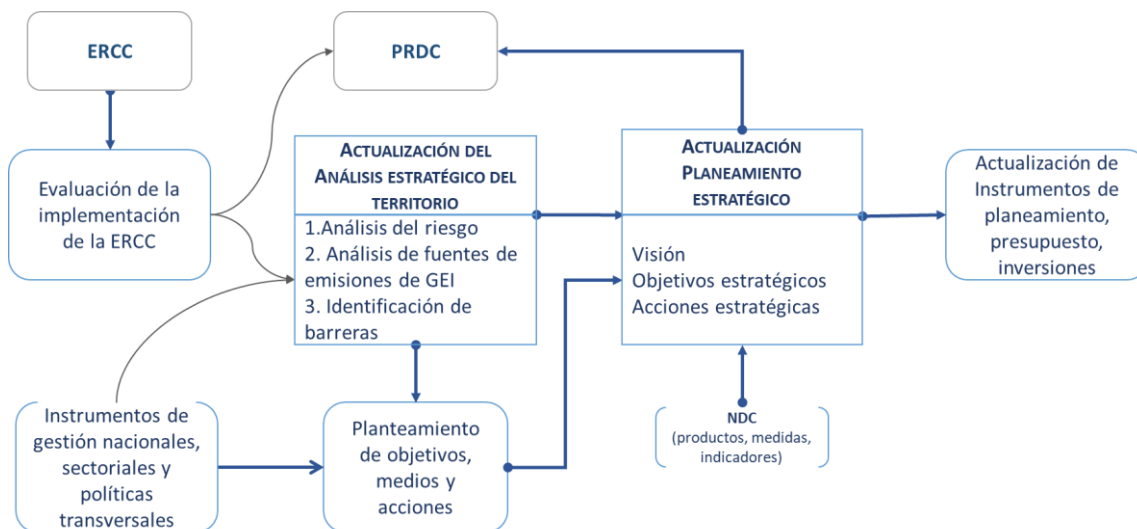 ERCC
PRDC
Evaluación de la
implementación
de la ERCC
ACTUALIZACIÓN DEL
ANÁLISIS ESTRATÉGICO DEL
TERRITORIO
1.Análisis del riesgo
2. Análisis de fuentes de
emisiones de GEI
3. Identificación de
barreras
ACTUALIZACIÓN
PLANEAMIENTO
ESTRATÉGICO
Visión
Objetivos estratégicos
Acciones estratégicas
Actualización de
Instrumentos de
planeamiento,
presupuesto,
inversiones
Instrumentos de
gestión nacionales,
sectoriales y
políticas
transversales
Planteamiento
de objetivos,
medios y
acciones
NDC
(productos, medidas,
indicadores)